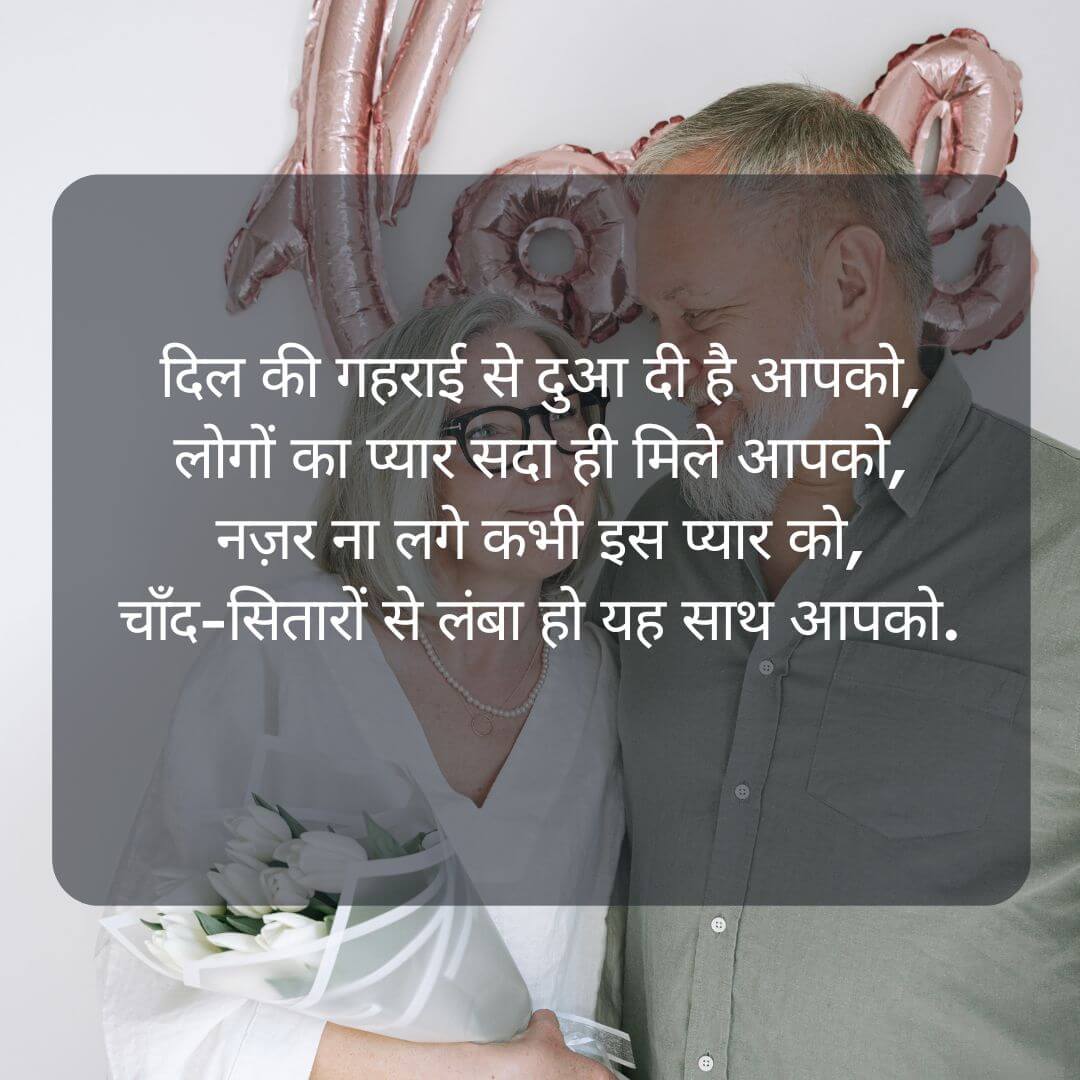 दिल की गहराई से दुआ दी है आपको,
लोगों का प्यार सदा ही मिले आपको,
नज़र ना लगे कभी इस प्यार को,
चाँद-सितारों से लंबा हो यह साथ आपको.